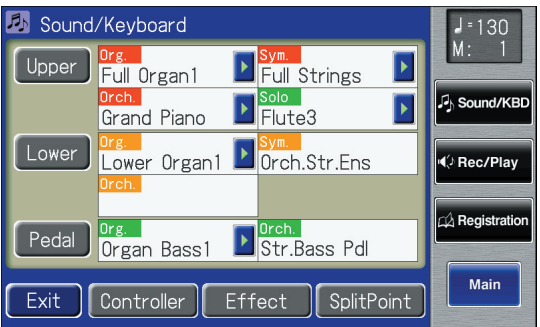 Sound/Keyboard
♩=130
M: 1
Upper
Org.
Full Organ1
Sym.
Full Strings
Orch.
Grand Piano
Solo
Flute3
Sound/KBD
Lower
Org.
Lower Organ1
Sym.
Orch.Str.Ens
Orch.
Rec/Play
Pedal
Org.
Organ Bass1
Orch.
Str.Bass Pdl
Registration
Main
Exit
Controller
Effect
SplitPoint